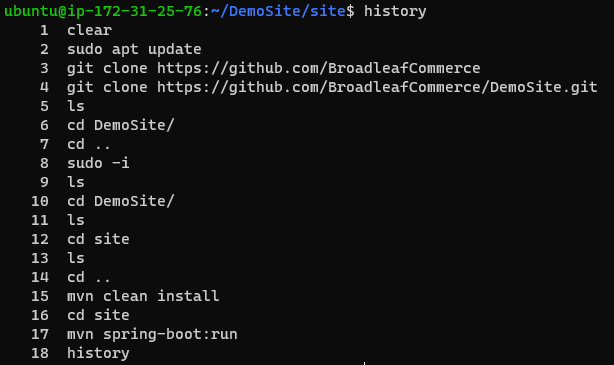 ubuntu@ip-172-31-25-76:~/DemoSite/site$ history
1 clear
2 sudo apt update
3 git clone https://github.com/BroadleafCommerce
4 git clone https://github.com/BroadleafCommerce/DemoSite.git
5 ls
6 cd DemoSite/
7 cd ..
8 sudo -i
9 ls
10 cd DemoSite/
11 ls
12 cd site
13 ls
14 cd ..
15 mvn clean install
16 cd site
17 mvn spring-boot:run
18 history